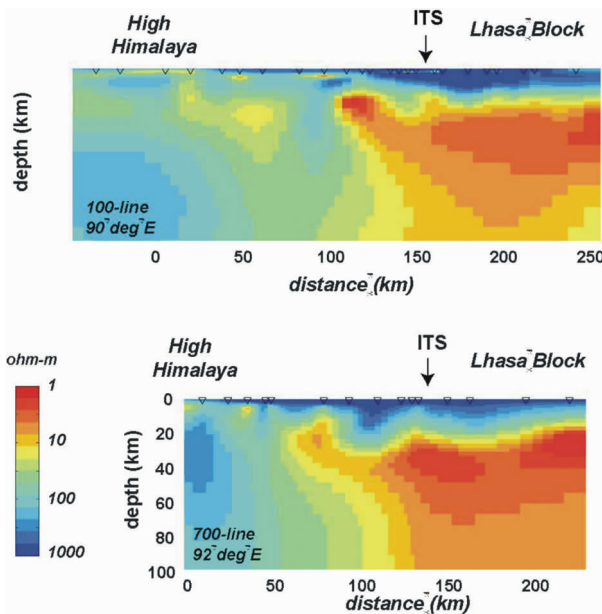 High
Himalaya
ITS
Lhasa Block
depth (km)
100-line
90 deg E
0 50 100 150 200 250
distance (km)
ohm-m
1
10
100
1000
High
Himalaya
ITS
Lhasa Block
0
20
40
60
80
100
depth (km)
700-line
92 deg E
0 50 100 150 200
distance (km)